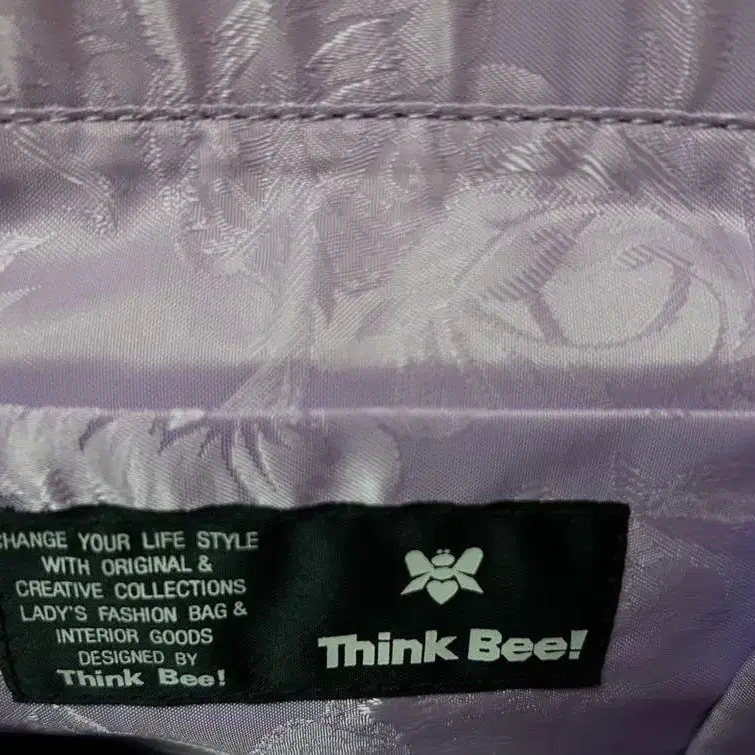 CHANGE YOUR LIFE STYLE
WITH ORIGINAL &
CREATIVE COLLECTIONS
LADY'S FASHION BAG &
INTERIOR GOODS
DESIGNED BY
Think Bee!
Think Bee!